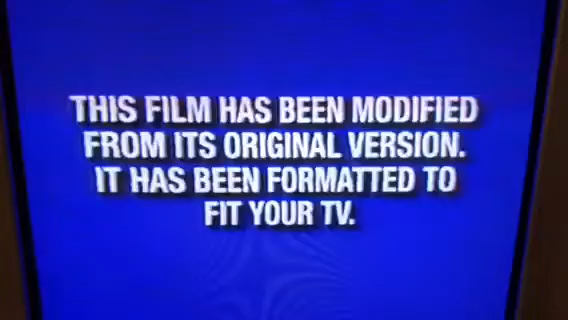 THIS FILM HAS BEEN MODIFIED
FROM ITS ORIGINAL VERSION.
IT HAS BEEN FORMATTED TO
FIT YOUR TV.